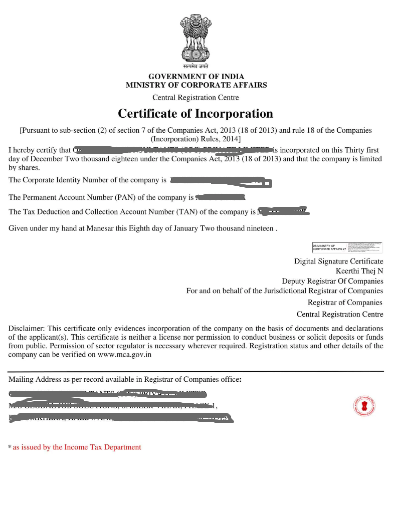 सत्यमेव जयते
GOVERNMENT OF INDIA
MINISTRY OF CORPORATE AFFAIRS
Central Registration Centre
Certificate of Incorporation
[Pursuant to sub-section (2) of section 7 of the Companies Act, 2013 (18 of 2013) and rule 18 of the Companies
(Incorporation) Rules, 2014]
I hereby certify that is incorporated on this Thirty first
day of December Two thousand eighteen under the Companies Act, 2013 (18 of 2013) and that the company is limited
by shares.
The Corporate Identity Number of the company is
The Permanent Account Number (PAN) of the company is
The Tax Deduction and Collection Account Number (TAN) of the company is
Given under my hand at Manesar this Eighth day of January Two thousand nineteen .
Digital Signature Certificate
Keerthi Thej N
Deputy Registrar Of Companies
For and on behalf of the Jurisdictional Registrar of Companies
Registrar of Companies
Central Registration Centre
Disclaimer: This certificate only evidences incorporation of the company on the basis of documents and declarations
of the applicant(s). This certificate is neither a license nor permission to conduct business or solicit deposits or funds
from public. Permission of sector regulator is necessary wherever required. Registration status and other details of the
company can be verified on www.mca.gov.in
Mailing Address as per record available in Registrar of Companies office:
* as issued by the Income Tax Department